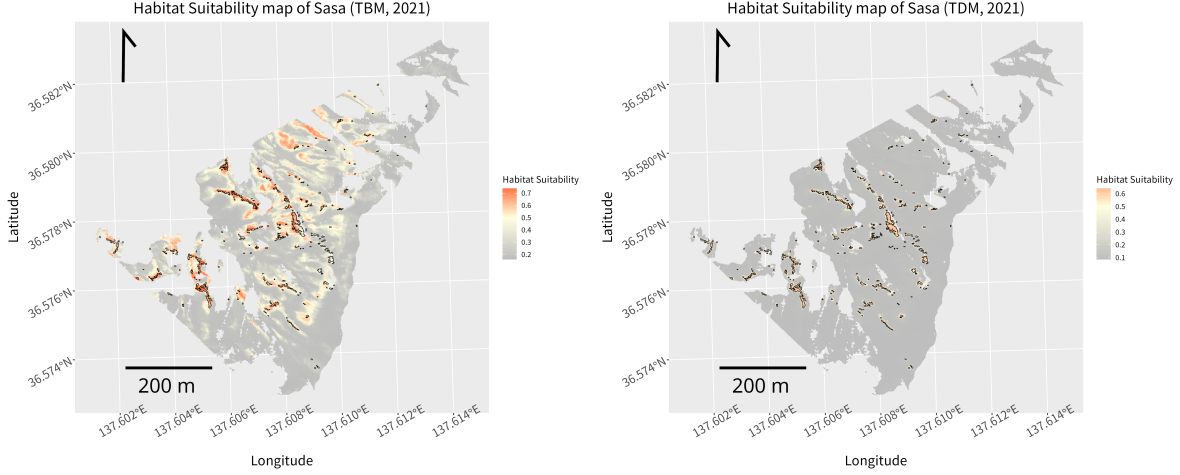 Habitat Suitability map of Sasa (TBM, 2021)
Latitude
36.582°N
36.580°N
36.578°N
36.576°N
36.574°N
200 m
137.602°E
137.604°E
137.606°E
137.608°E
137.610°E
137.612°E
137.614°E
Longitude
Habitat Suitability
0.7
0.6
0.5
0.4
0.3
0.2
Habitat Suitability map of Sasa (TDM, 2021)
Latitude
36.582°N
36.580°N
36.578°N
36.576°N
36.574°N
200 m
137.602°E
137.604°E
137.606°E
137.608°E
137.610°E
137.612°E
137.614°E
Longitude
Habitat Suitability
0.6
0.5
0.4
0.3
0.2
0.1